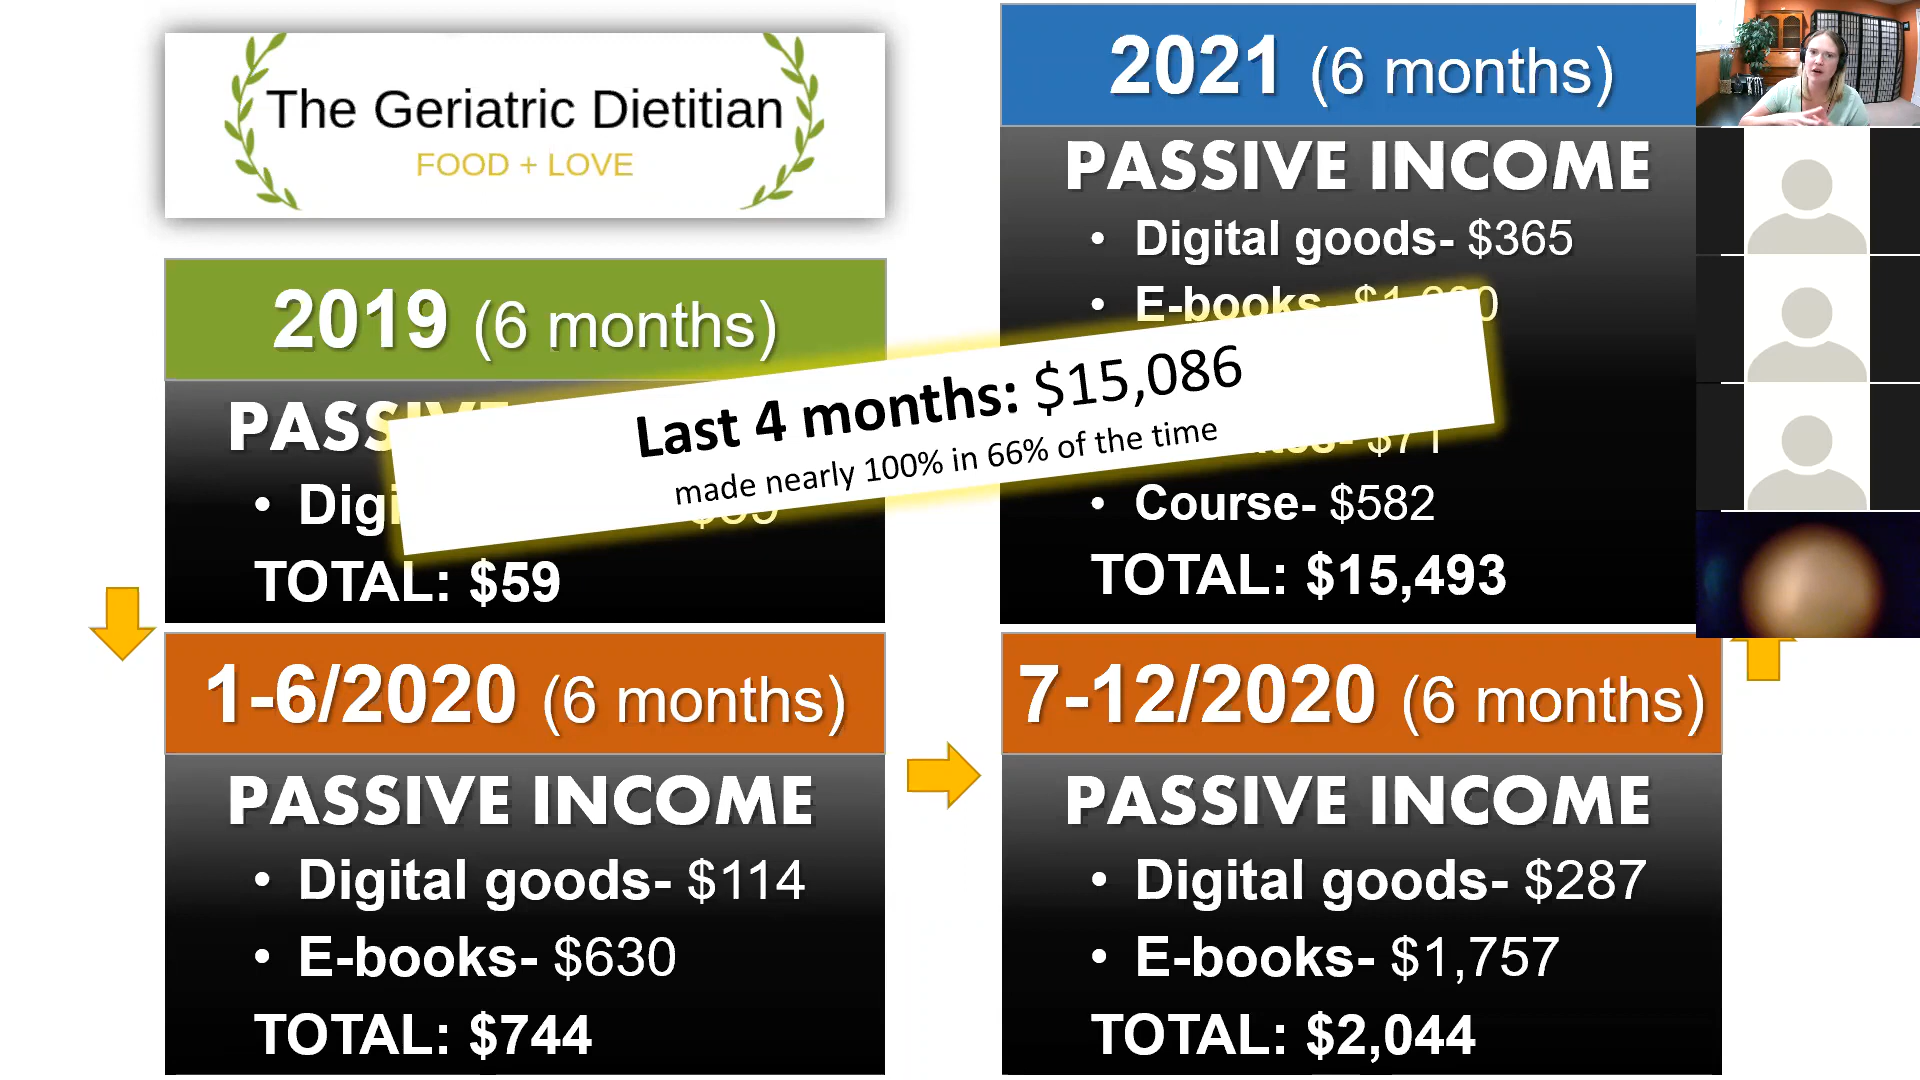 The Geriatric Dietitian
FOOD + LOVE
2019 (6 months)
TOTAL: $59
1-6/2020 (6 months)
PASSIVE INCOME
• Digital goods- $114
• E-books- $630
TOTAL: $744
2021 (6 months)
PASSIVE INCOME
• Digital goods- $365
• E-books-
Last 4 months: $15,086
made nearly 100% in 66% of the time
• Course- $582
TOTAL: $15,493
7-12/2020 (6 months)
PASSIVE INCOME
• Digital goods- $287
• E-books- $1,757
TOTAL: $2,044